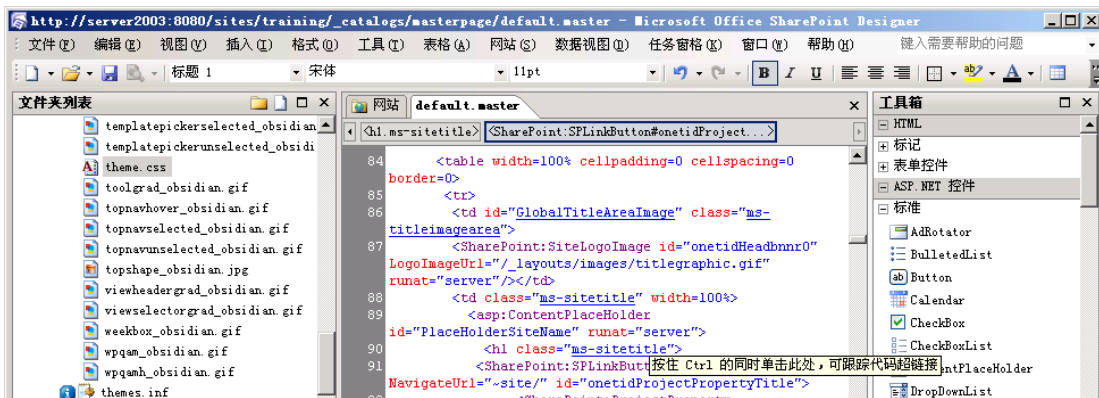 http://server2003:8080/sites/training/_catalogs/masterpage/default.master - Microsoft Office SharePoint Designer
文件(F) 编辑(E) 视图(V) 插入(I) 格式(O) 工具(T) 表格(A) 网站(S) 数据视图(D) 任务窗格(K) 窗口(W) 帮助(H) 键入需要帮助的问题
标题 1 宋体 11pt B I U ab A
文件夹列表
templatepickerselected_obsidian
templatepickerunselected_obsidi
theme.css
toolgrad_obsidian.gif
topnavhover_obsidian.gif
topnavselected_obsidian.gif
topnavunselected_obsidian.gif
topshape_obsidian.jpg
viewheadergrad_obsidian.gif
viewselectorgrad_obsidian.gif
weekbox_obsidian.gif
wpqam_obsidian.gif
wpqamh_obsidian.gif
themes.inf
网站 default.master
<h1.ms-sitetitle> <SharePoint:SPLinkButton#onetidProject...>
84 <table width=100% cellpadding=0 cellspacing=0
border=0>
85 <tr>
86 <td id="GlobalTitleAreaImage" class="ms-
titleimagearea">
87 <SharePoint:SiteLogoImage id="onetidHeadbnnr0"
LogoImageUrl="/_layouts/images/titlegraphic.gif"
runat="server"/></td>
88 <td class="ms-sitetitle" width=100%>
89 <asp:ContentPlaceHolder
id="PlaceHolderSiteName" runat="server">
90 <h1 class="ms-sitetitle">
91 <SharePoint:SPLinkButt
按住 Ctrl 的同时单击此处，可跟踪代码超链接
NavigateUrl="~site/" id="onetidProjectPropertyTitle">
工具箱
HTML
标记
表单控件
ASP.NET 控件
标准
AdRotator
BulletedList
ab Button
Calendar
CheckBox
CheckBoxList
ntPlaceHolder
DropDownList